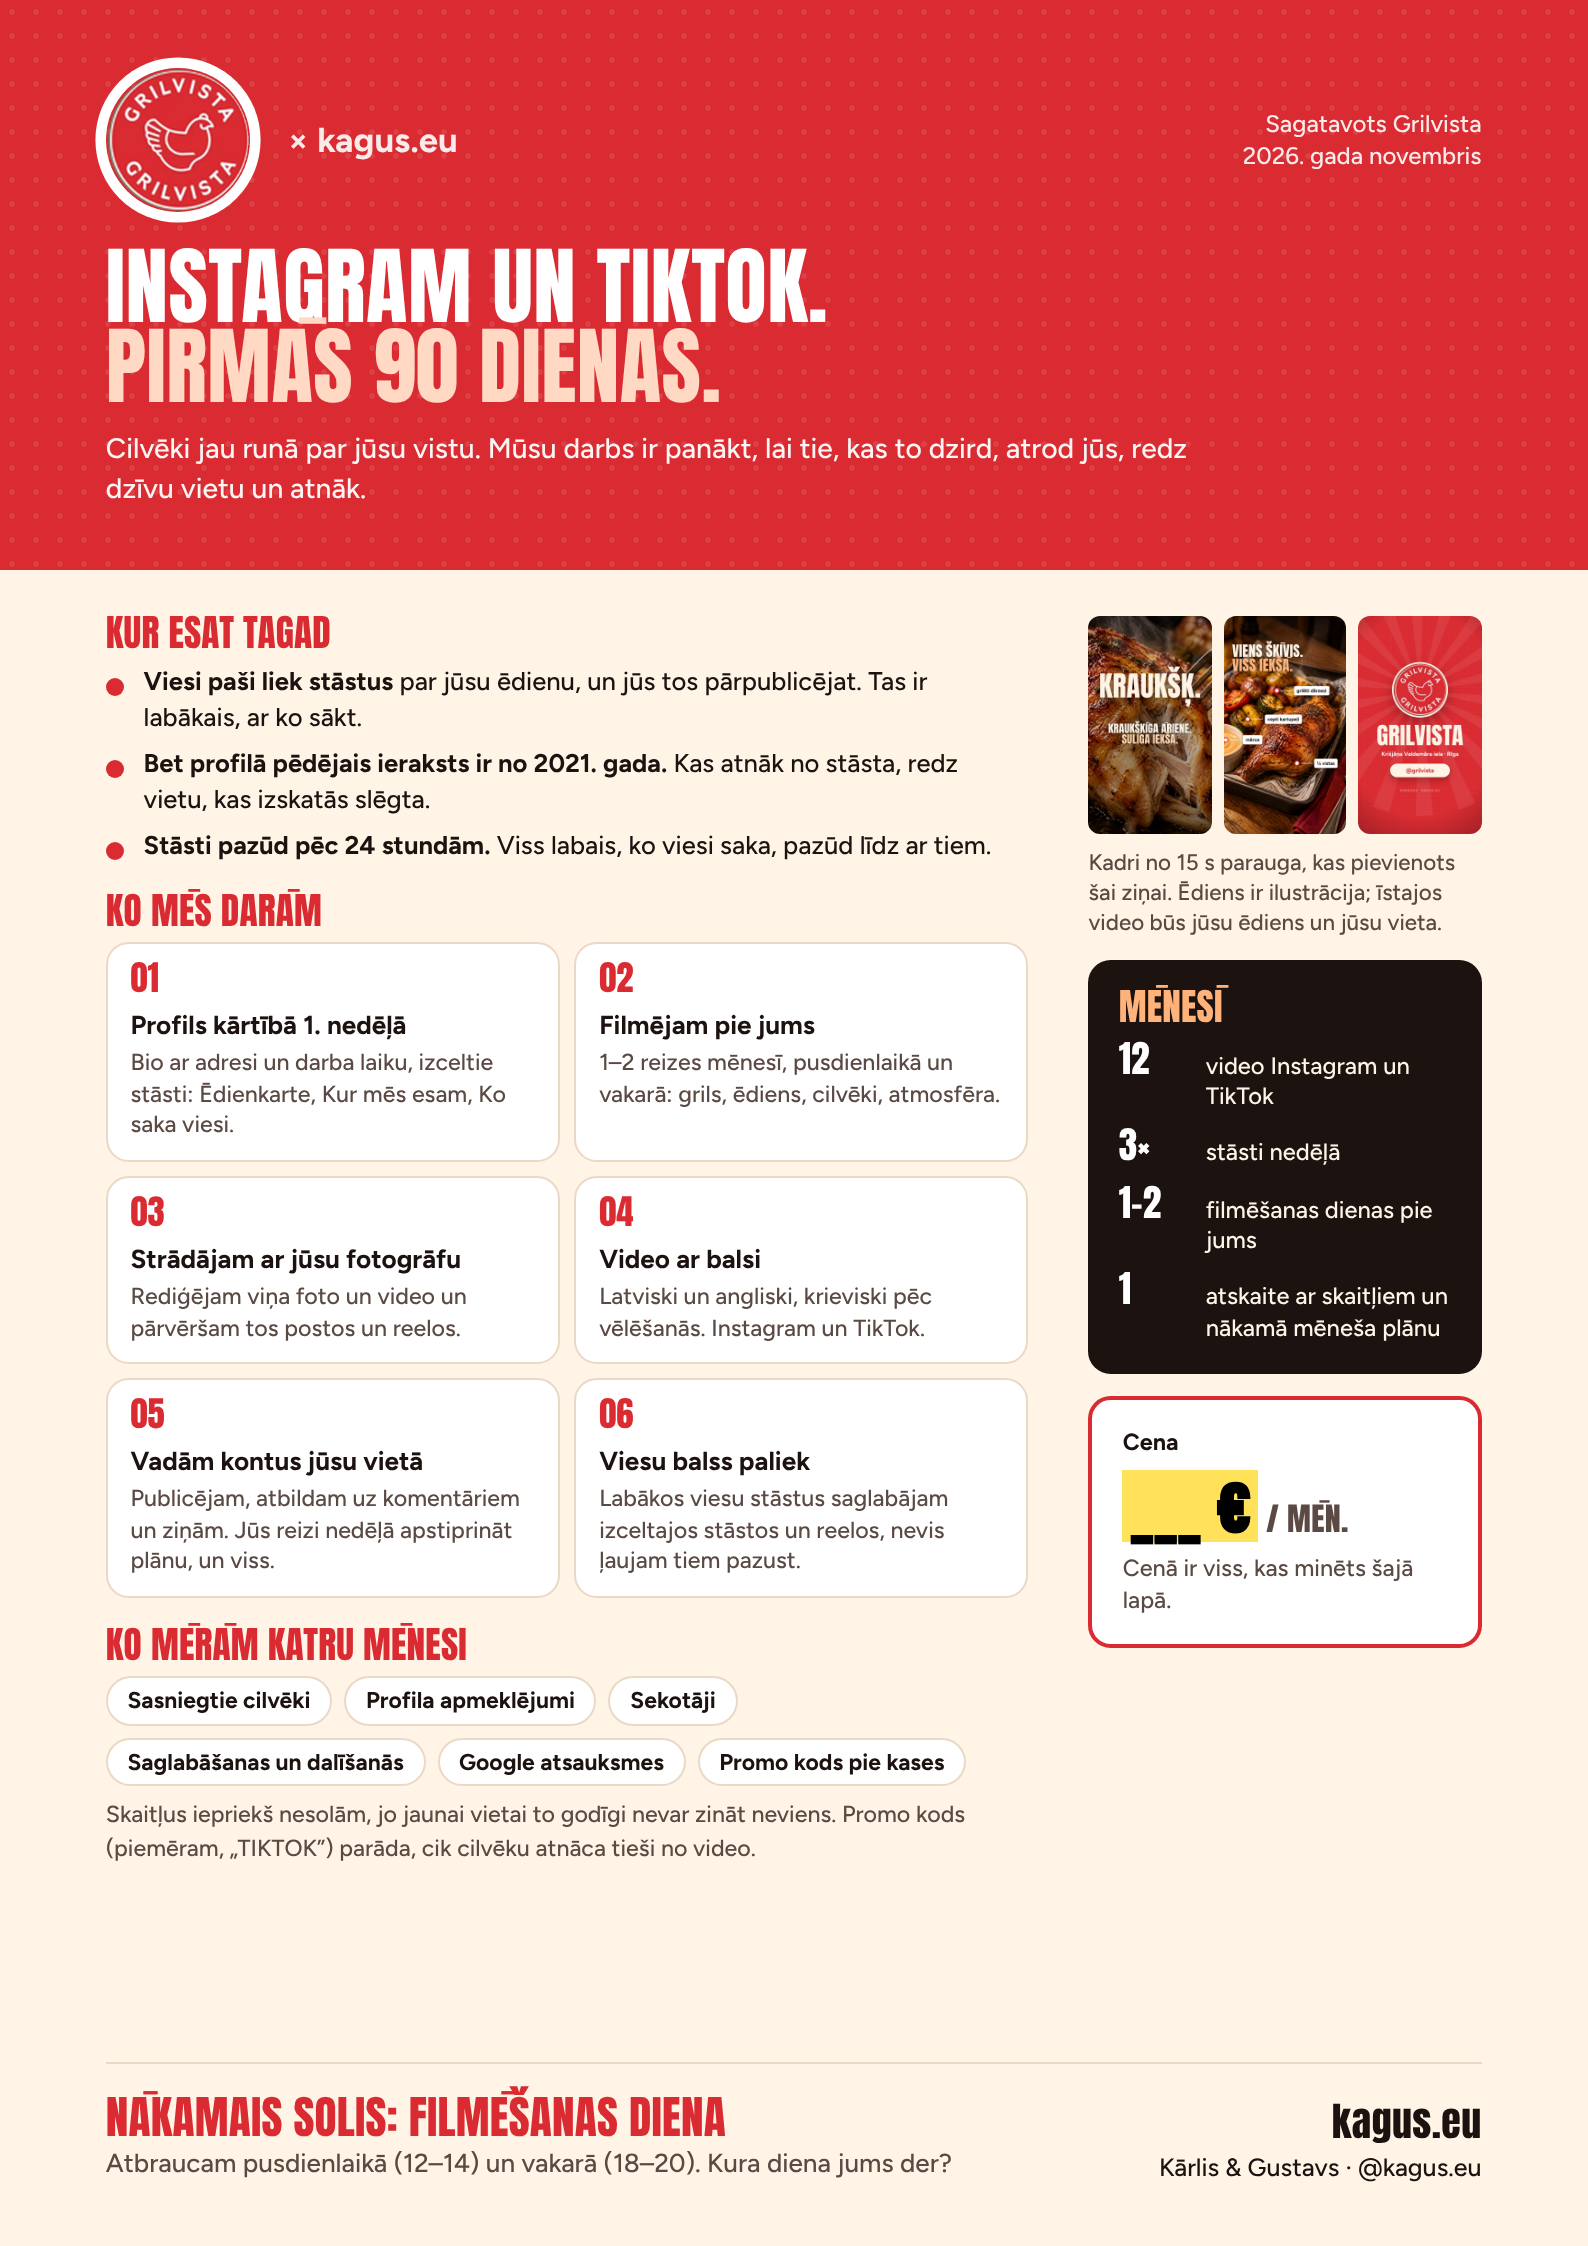 GRILVISTA
GRILVISTA
× kagus.eu
Sagatavots Grilvista
2026. gada novembris
INSTAGRAM UN TIKTOK.
PIRMĀS 90 DIENAS.
Cilvēki jau runā par jūsu vistu. Mūsu darbs ir panākt, lai tie, kas to dzird, atrod jūs, redz
dzīvu vietu un atnāk.
KUR ESAT TAGAD
Viesi paši liek stāstus par jūsu ēdienu, un jūs tos pārpublicējat. Tas ir
labākais, ar ko sākt.
Bet profilā pēdējais ieraksts ir no 2021. gada. Kas atnāk no stāsta, redz
vietu, kas izskatās slēgta.
Stāsti pazūd pēc 24 stundām. Viss labais, ko viesi saka, pazūd līdz ar tiem.
KO MĒS DARĀM
01
Profils kārtībā 1. nedēļā
Bio ar adresi un darba laiku, izceltie
stāsti: Ēdienkarte, Kur mēs esam, Ko
saka viesi.
02
Filmējam pie jums
1–2 reizes mēnesī, pusdienlaikā un
vakarā: grils, ēdiens, cilvēki, atmosfēra.
03
Strādājam ar jūsu fotogrāfu
Rediģējam viņa foto un video un
pārvēršam tos postos un reelos.
04
Video ar balsi
Latviski un angliski, krieviski pēc
vēlēšanās. Instagram un TikTok.
05
Vadām kontus jūsu vietā
Publicējam, atbildam uz komentāriem
un ziņām. Jūs reizi nedēļā apstiprināt
plānu, un viss.
06
Viesu balss paliek
Labākos viesu stāstus saglabājam
izceltajos stāstos un reelos, nevis
ļaujam tiem pazust.
KO MĒRĀM KATRU MĒNESI
Sasniegtie cilvēki
Profila apmeklējumi
Sekotāji
Saglabāšanas un dalīšanās
Google atsauksmes
Promo kods pie kases
Skaitļus iepriekš nesolām, jo jaunai vietai to godīgi nevar zināt neviens. Promo kods
(piemēram, „TIKTOK”) parāda, cik cilvēku atnāca tieši no video.
KRAUKŠĶ.
KRAUKŠĶĪGA ĀRIENE.
SULĪGA IEKŠA.
VIENS ŠĶĪVIS.
VISS IEKŠĀ.
grilēti dārzeņi
cepti kartupeļi
mērce
½ vistas
GRILVISTA
GRILVISTA
GRILVISTA
Krišjāņa Valdemāra iela · Rīga
@grilvista
Kadri no 15 s parauga, kas pievienots
šai ziņai. Ēdiens ir ilustrācija; īstajos
video būs jūsu ēdiens un jūsu vieta.
MĒNESĪ
12 video Instagram un
TikTok
3× stāsti nedēļā
1-2 filmēšanas dienas pie
jums
1 atskaite ar skaitļiem un
nākamā mēneša plānu
Cena
___ € / MĒN.
Cenā ir viss, kas minēts šajā
lapā.
NĀKAMAIS SOLIS: FILMĒŠANAS DIENA
Atbraucam pusdienlaikā (12–14) un vakarā (18–20). Kura diena jums der?
kagus.eu
Kārlis & Gustavs · @kagus.eu